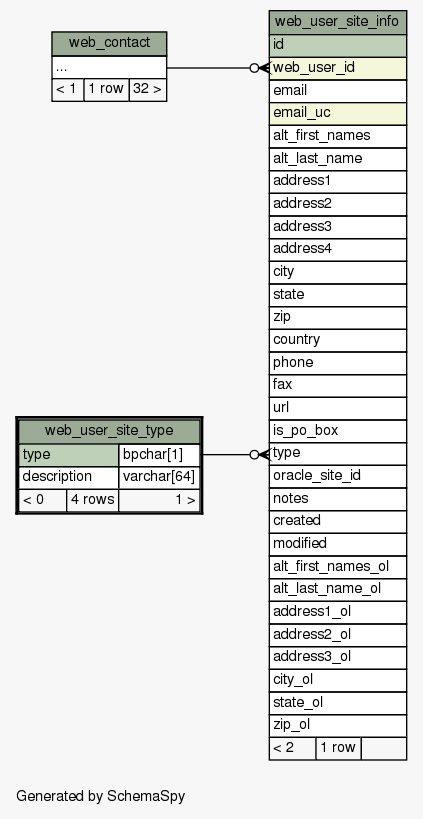 web_contact
...
< 1 1 row 32 >
web_user_site_info
id
web_user_id
email
email_uc
alt_first_names
alt_last_name
address1
address2
address3
address4
city
state
zip
country
phone
fax
url
is_po_box
type
oracle_site_id
notes
created
modified
alt_first_names_ol
alt_last_name_ol
address1_ol
address2_ol
address3_ol
city_ol
state_ol
zip_ol
< 2 1 row
web_user_site_type
type bpchar[1]
description varchar[64]
< 0 4 rows 1 >
Generated by SchemaSpy